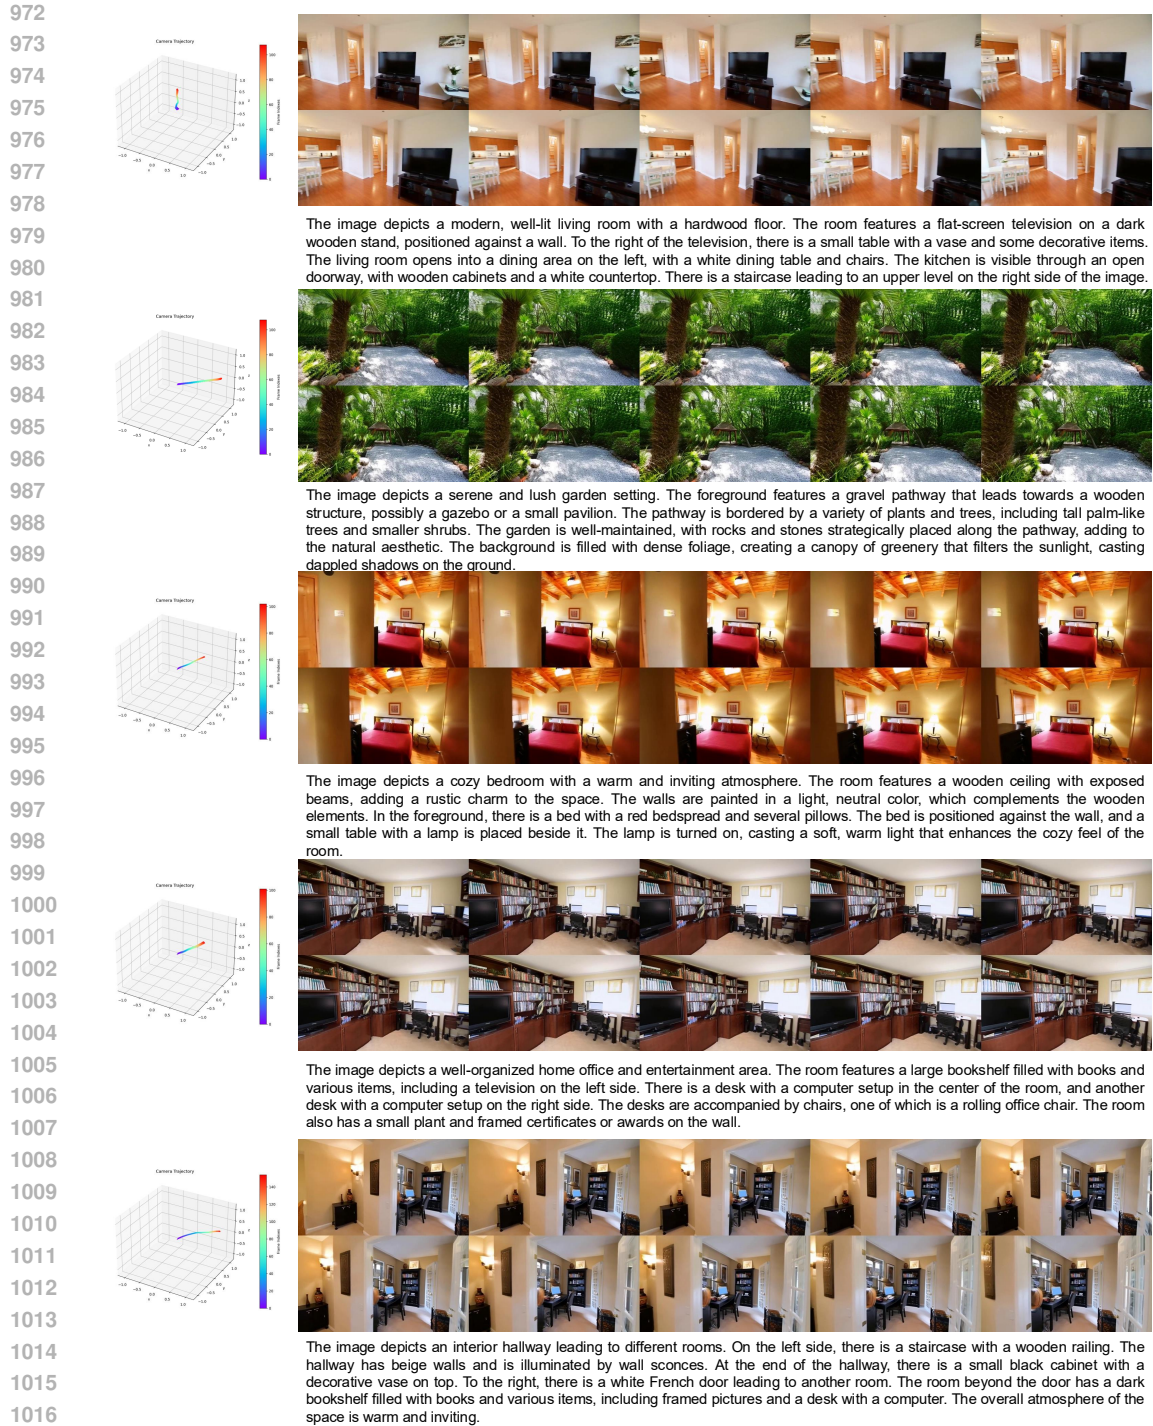 972
973
974
975
976
977
978
979
980
981
982
983
984
985
986
987
988
989
990
991
992
993
994
995
996
997
998
999
1000
1001
1002
1003
1004
1005
1006
1007
1008
1009
1010
1011
1012
1013
1014
1015
1016
Camera Trajectory
The image depicts a modern, well-lit living room with a hardwood floor. The room features a flat-screen television on a dark
wooden stand, positioned against a wall. To the right of the television, there is a small table with a vase and some decorative items.
The living room opens into a dining area on the left, with a white dining table and chairs. The kitchen is visible through an open
doorway, with wooden cabinets and a white countertop. There is a staircase leading to an upper level on the right side of the image.
Camera Trajectory
The image depicts a serene and lush garden setting. The foreground features a gravel pathway that leads towards a wooden
structure, possibly a gazebo or a small pavilion. The pathway is bordered by a variety of plants and trees, including tall palm-like
trees and smaller shrubs. The garden is well-maintained, with rocks and stones strategically placed along the pathway, adding to
the natural aesthetic. The background is filled with dense foliage, creating a canopy of greenery that filters the sunlight, casting
dappled shadows on the ground.
Camera Trajectory
The image depicts a cozy bedroom with a warm and inviting atmosphere. The room features a wooden ceiling with exposed
beams, adding a rustic charm to the space. The walls are painted in a light, neutral color, which complements the wooden
elements. In the foreground, there is a bed with a red bedspread and several pillows. The bed is positioned against the wall, and a
small table with a lamp is placed beside it. The lamp is turned on, casting a soft, warm light that enhances the cozy feel of the
room.
Camera Trajectory
The image depicts a well-organized home office and entertainment area. The room features a large bookshelf filled with books and
various items, including a television on the left side. There is a desk with a computer setup in the center of the room, and another
desk with a computer setup on the right side. The desks are accompanied by chairs, one of which is a rolling office chair. The room
also has a small plant and framed certificates or awards on the wall.
Camera Trajectory
The image depicts an interior hallway leading to different rooms. On the left side, there is a staircase with a wooden railing. The
hallway has beige walls and is illuminated by wall sconces. At the end of the hallway, there is a small black cabinet with a
decorative vase on top. To the right, there is a white French door leading to another room. The room beyond the door has a dark
bookshelf filled with books and various items, including framed pictures and a desk with a computer. The overall atmosphere of the
space is warm and inviting.